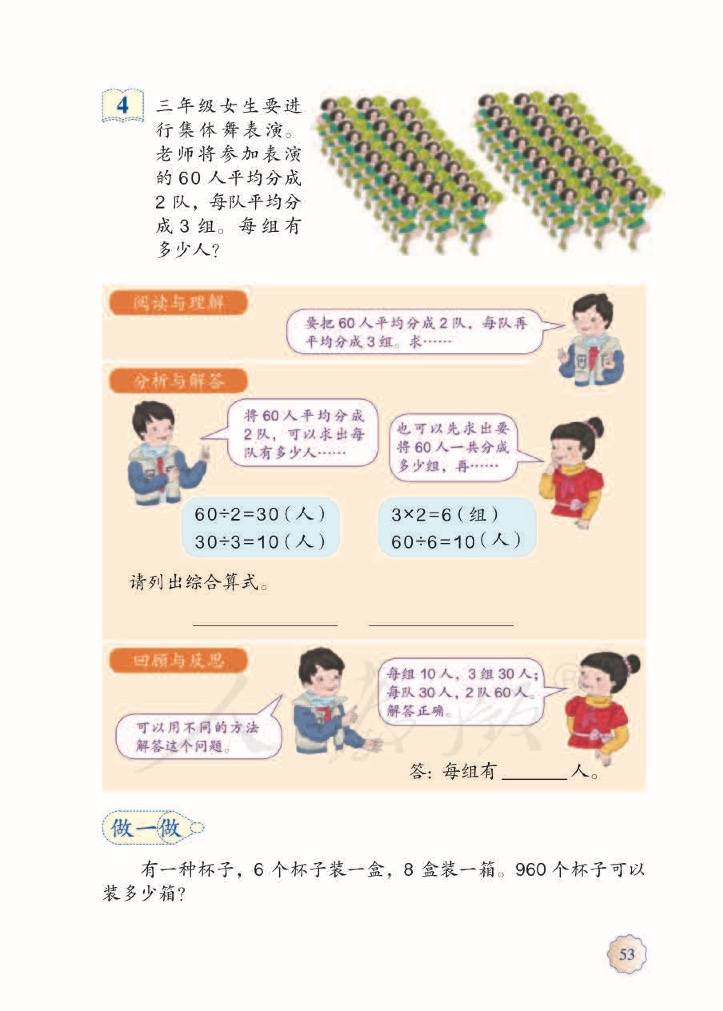 4
三年级女生要进
行集体舞表演。
老师将参加表演
的 60 人平均分成
2 队，每队平均分
成 3 组。每组有
多少人？
阅读与理解
要把 60 人平均分成 2 队，每队再
平均分成 3 组。求……
分析与解答
将 60 人平均分成
2 队，可以求出每
队有多少人……
也可以先求出要
将 60 人一共分成
多少组，再……
60÷2=30（人）
30÷3=10（人）
3×2=6（组）
60÷6=10（人）
请列出综合算式。
回顾与反思
可以用不同的方法
解答这个问题。
每组 10 人，3 组 30 人；
每队 30 人，2 队 60 人。
解答正确。
答：每组有______人。
做一做
有一种杯子，6 个杯子装一盒，8 盒装一箱。960 个杯子可以
装多少箱？
53